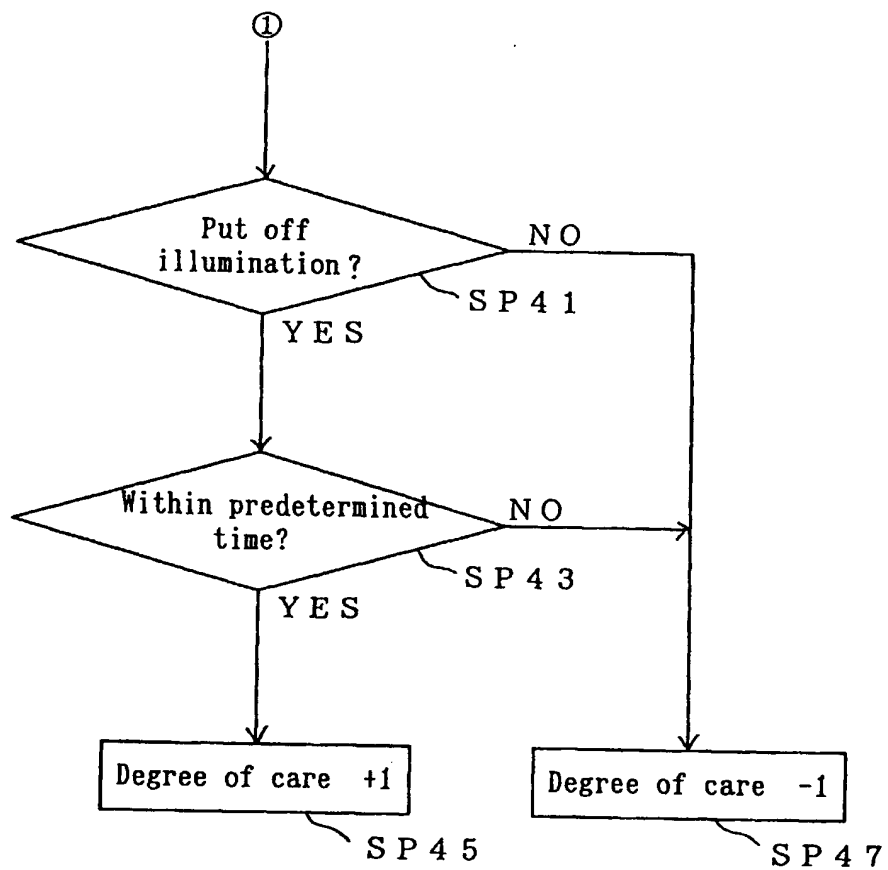 ①
Put off
illumination?
NO
SP41
YES
Within predetermined
time?
NO
SP43
YES
Degree of care +1
Degree of care -1
SP45
SP47